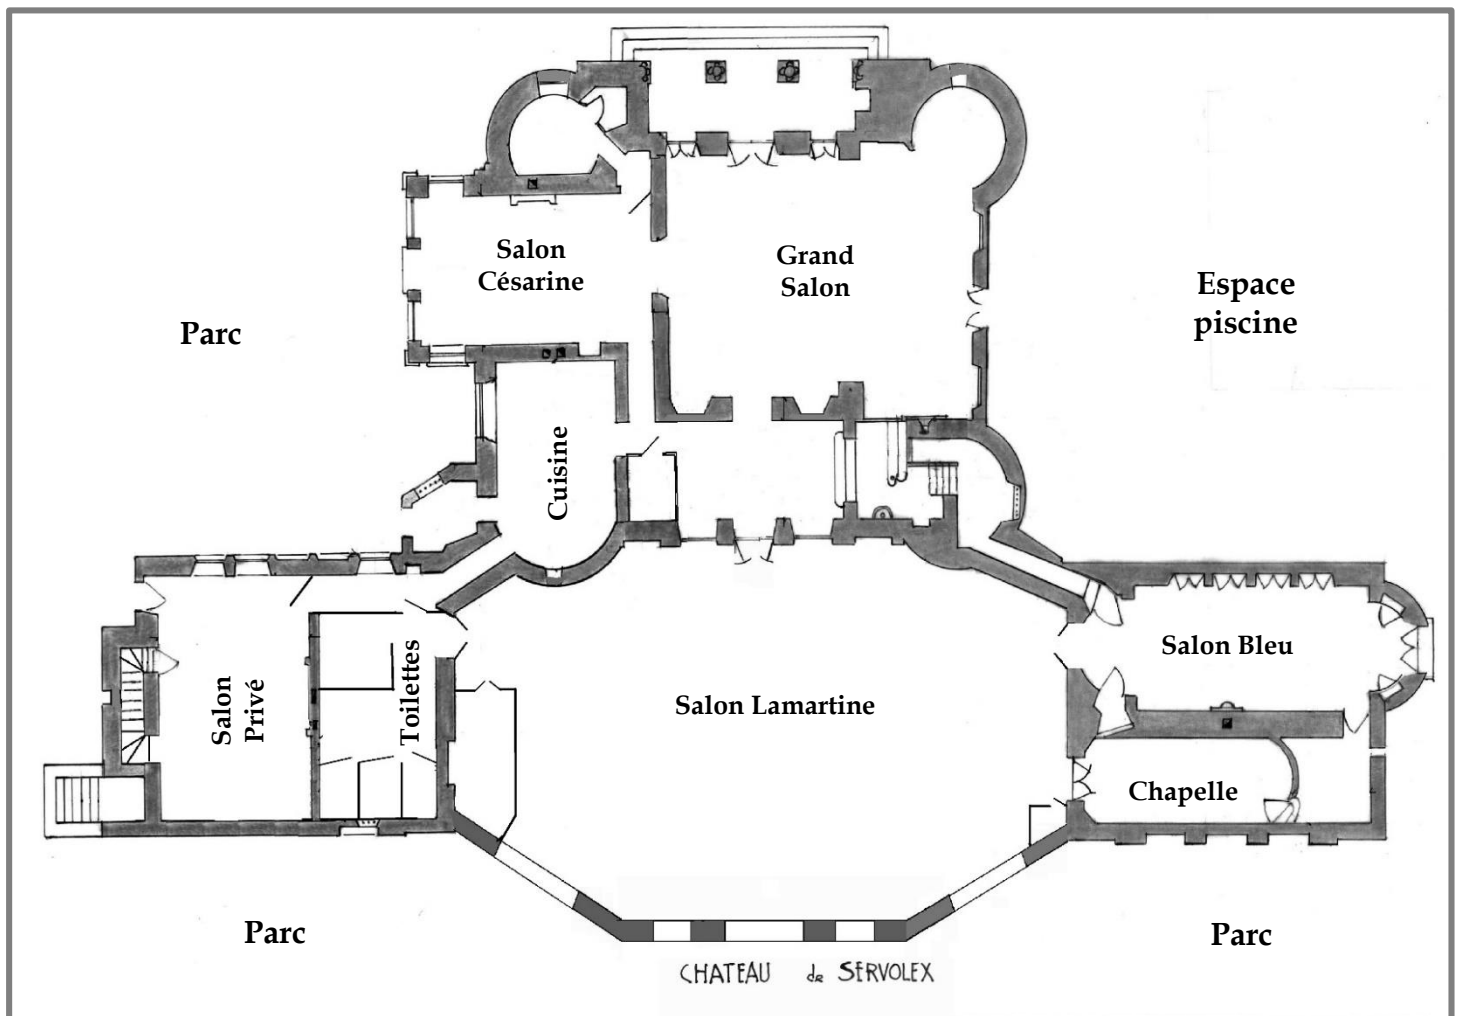 Salon
Césarine
Grand
Salon
Espace
piscine
Parc
Cuisine
Salon
Privé
Toilettes
Salon Lamartine
Salon Bleu
Chapelle
Parc
Parc
CHATEAU de SERVOLEX